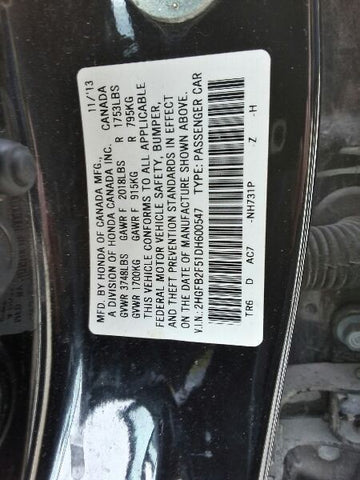 MFD. BY HONDA OF CANADA MFG., 11/'13
A DIVISION OF HONDA CANADA INC. CANADA
GVWR 3748LBS GAWR F 2018LBS R 1753LBS
GVWR 1700KG GAWR F 915KG R 795KG
THIS VEHICLE CONFORMS TO ALL APPLICABLE
FEDERAL MOTOR VEHICLE SAFETY, BUMPER,
AND THEFT PREVENTION STANDARDS IN EFFECT
ON THE DATE OF MANUFACTURE SHOWN ABOVE.
V.I.N.: 2HGFB2F51DH600547 TYPE: PASSENGER CAR
TR6 D AC7 -NH731P Z -H